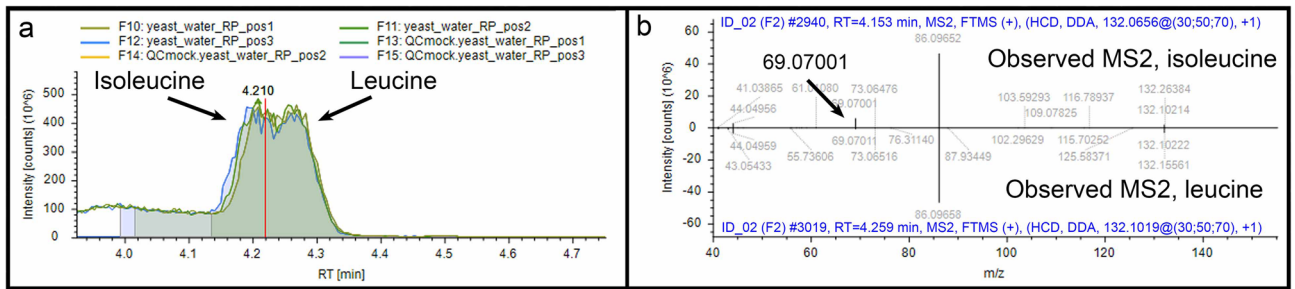 a
F10: yeast_water_RP_pos1
F11: yeast_water_RP_pos2
F12: yeast_water_RP_pos3
F13: QCmock.yeast_water_RP_pos1
F14: QCmock.yeast_water_RP_pos2
F15: QCmock.yeast_water_RP_pos3
Isoleucine
Leucine
4.210
Intensity [counts] (10^6)
500
400
300
200
100
0
4.0 4.1 4.2 4.3 4.4 4.5 4.6 4.7
RT [min]
b
ID_02 (F2) #2940, RT=4.153 min, MS2, FTMS (+), (HCD, DDA, 132.0656@(30;50;70), +1)
86.09652
69.07001
Observed MS2, isoleucine
Intensity [counts] (10^6)
60
40
20
0
-20
-40
-60
41.03865
73.06476
132.26384
44.04956
69.07001
103.59293
116.78937
109.07825
132.10214
44.04959
69.07011
76.31140
102.29629
115.70252
132.10222
43.05433
55.73606
73.06516
87.93449
125.58371
132.15561
Observed MS2, leucine
86.09658
ID_02 (F2) #3019, RT=4.259 min, MS2, FTMS (+), (HCD, DDA, 132.1019@(30;50;70), +1)
40 60 80 100 120 140
m/z